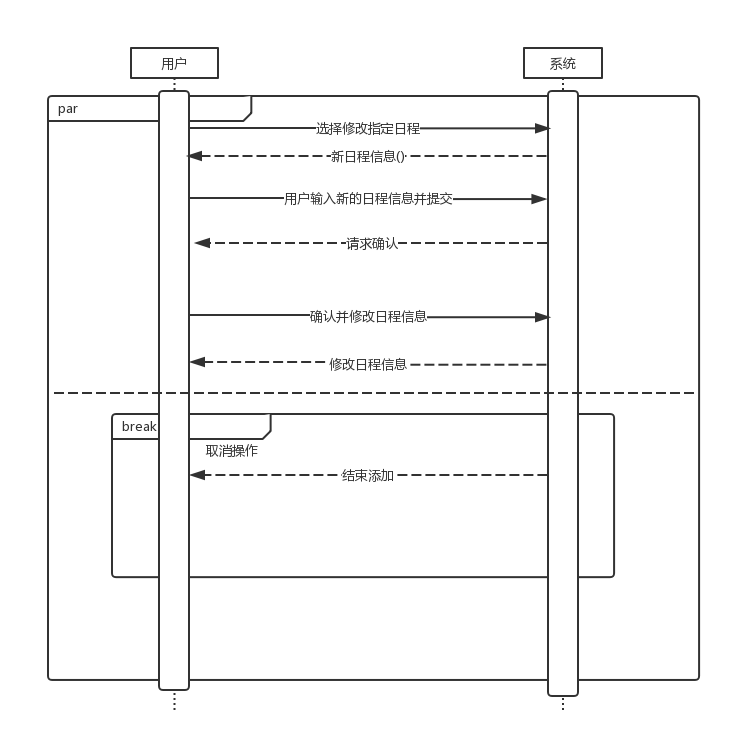 用户
系统
par
选择修改指定日程
新日程信息()
用户输入新的日程信息并提交
请求确认
确认并修改日程信息
修改日程信息
break
取消操作
结束添加